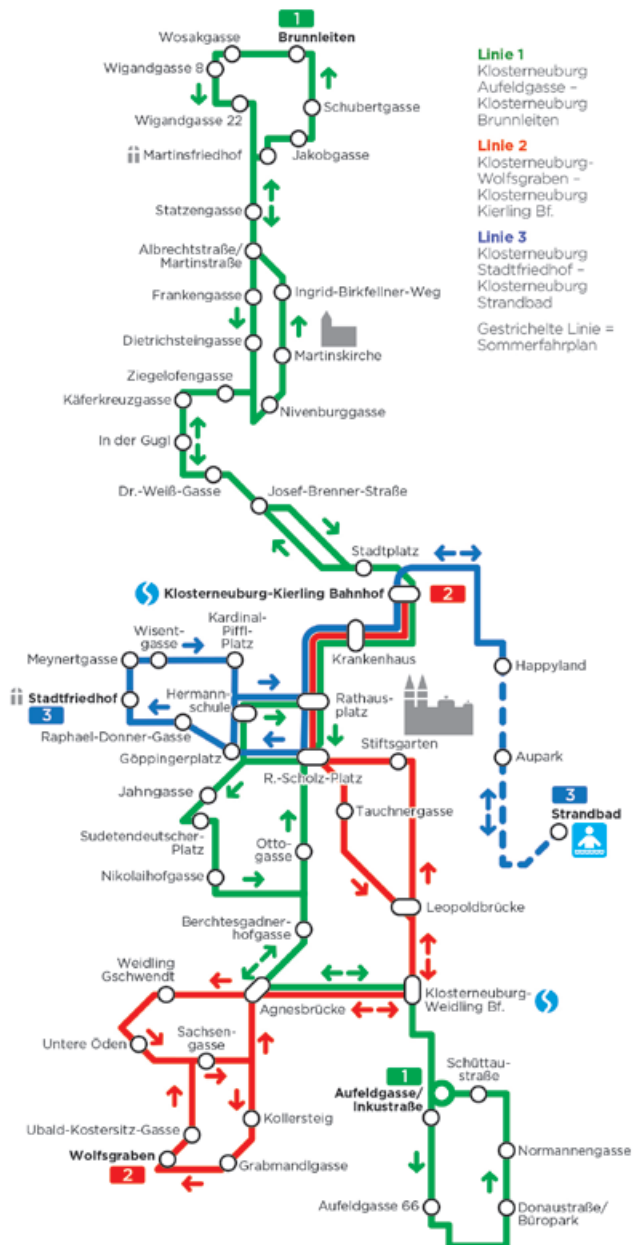 1
Brunnleiten
Wosakgasse
Wigandgasse 8
Wigandgasse 22
Schubertgasse
Martinsfriedhof
Jakobgasse
Statzengasse
Albrechtstraße/
Martinstraße
Ingrid-Birkfellner-Weg
Frankengasse
Dietrichsteingasse
Martinskirche
Ziegelofengasse
Käferkreuzgasse
Nivenburggasse
In der Gugl
Dr.-Weiß-Gasse
Josef-Brenner-Straße
Stadtplatz
Linie 1
Klosterneuburg
Aufeldgasse –
Klosterneuburg
Brunnleiten
Linie 2
Klosterneuburg-
Wolfsgraben –
Klosterneuburg
Kierling Bf.
Linie 3
Klosterneuburg
Stadtfriedhof –
Klosterneuburg
Strandbad
Gestrichelte Linie =
Sommerfahrplan
Klosterneuburg-Kierling Bahnhof
2
Krankenhaus
Kardinal-
Piffl-
Platz
Wisent-
gasse
Meynertgasse
Stadtfriedhof
3
Hermann-
schule
Rathaus-
platz
Raphael-Donner-Gasse
Göppingerplatz
R.-Scholz-Platz
Stiftsgarten
Happyland
Aupark
3
Strandbad
Jahngasse
Tauchnergasse
Sudetendeutscher-
Platz
Otto-
gasse
Nikolaihofgasse
Leopoldbrücke
Berchtesgadner-
hofgasse
Weidling
Gschwendt
Agnesbrücke
Klosterneuburg-
Weidling Bf.
Untere Öden
Sachsen-
gasse
Kollersteig
Ubald-Kostersitz-Gasse
Wolfsgraben
2
Grabmandlgasse
1
Aufeldgasse/
Inkustraße
Schüttau-
straße
Normannengasse
Aufeldgasse 66
Donaustraße/
Büropark